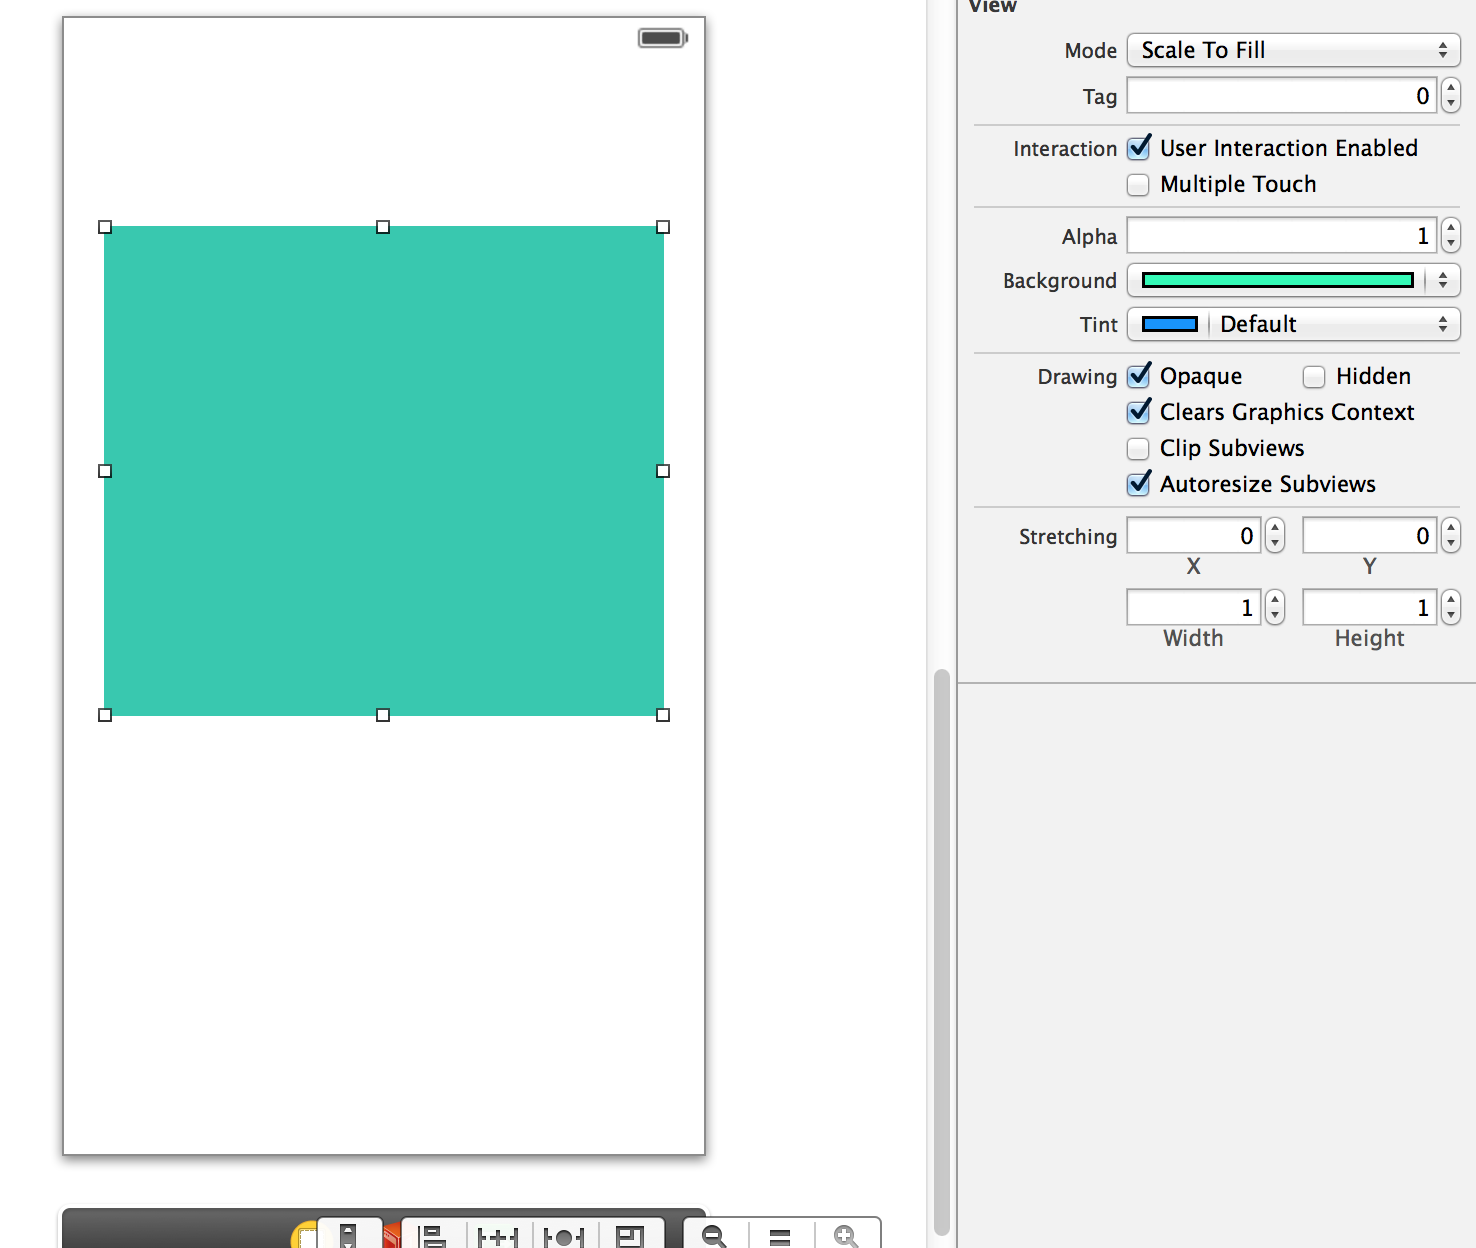 View
Mode Scale To Fill
Tag 0
Interaction User Interaction Enabled
Multiple Touch
Alpha 1
Background
Tint Default
Drawing Opaque Hidden
Clears Graphics Context
Clip Subviews
Autoresize Subviews
Stretching 0 0
X Y
1 1
Width Height